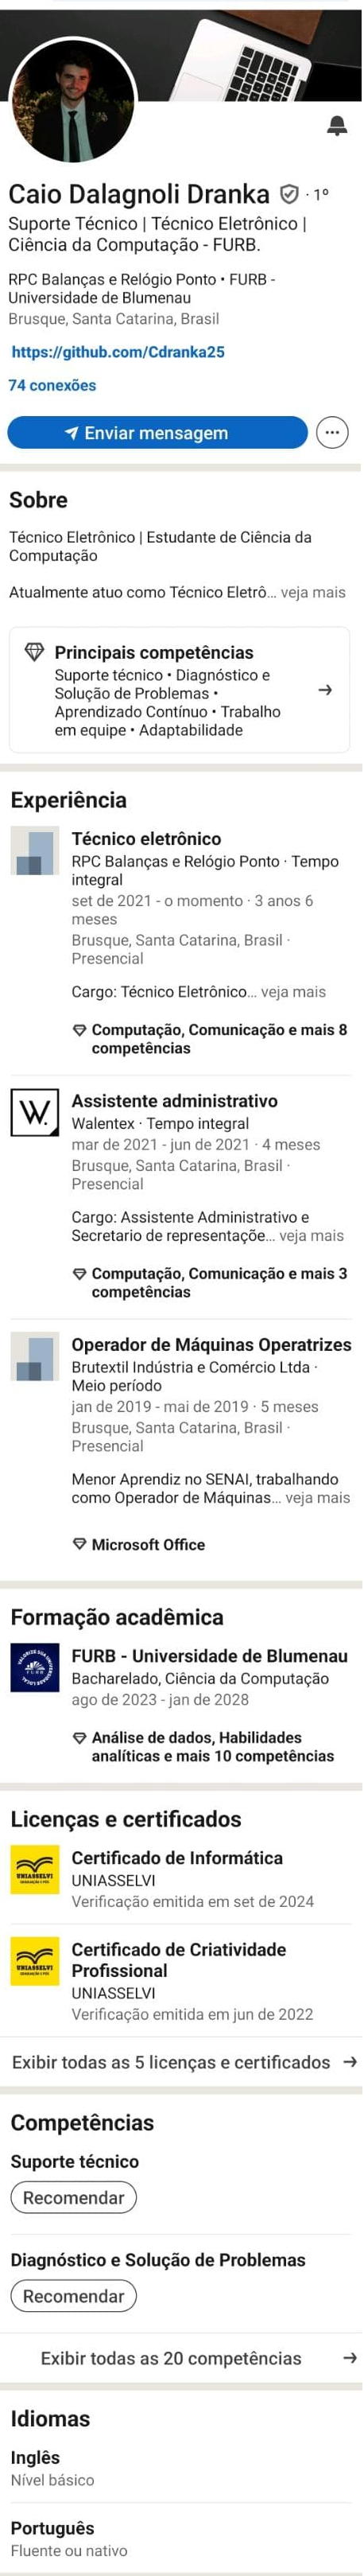 Caio Dalagnoli Dranka · 1º
Suporte Técnico | Técnico Eletrônico |
Ciência da Computação - FURB.
RPC Balanças e Relógio Ponto • FURB -
Universidade de Blumenau
Brusque, Santa Catarina, Brasil
https://github.com/Cdranka25
74 conexões
Enviar mensagem
Sobre
Técnico Eletrônico | Estudante de Ciência da
Computação
Atualmente atuo como Técnico Eletrô... veja mais
Principais competências
Suporte técnico • Diagnóstico e
Solução de Problemas •
Aprendizado Contínuo • Trabalho
em equipe • Adaptabilidade
Experiência
Técnico eletrônico
RPC Balanças e Relógio Ponto · Tempo
integral
set de 2021 - o momento · 3 anos 6
meses
Brusque, Santa Catarina, Brasil ·
Presencial
Cargo: Técnico Eletrônico... veja mais
Computação, Comunicação e mais 8
competências
W.
Assistente administrativo
Walentex · Tempo integral
mar de 2021 - jun de 2021 · 4 meses
Brusque, Santa Catarina, Brasil ·
Presencial
Cargo: Assistente Administrativo e
Secretario de representaçõe... veja mais
Computação, Comunicação e mais 3
competências
Operador de Máquinas Operatrizes
Brutextil Indústria e Comércio Ltda ·
Meio período
jan de 2019 - mai de 2019 · 5 meses
Brusque, Santa Catarina, Brasil ·
Presencial
Menor Aprendiz no SENAI, trabalhando
como Operador de Máquinas... veja mais
Microsoft Office
Formação acadêmica
FURB - Universidade de Blumenau
Bacharelado, Ciência da Computação
ago de 2023 - jan de 2028
Análise de dados, Habilidades
analíticas e mais 10 competências
Licenças e certificados
UNIASSELVI
Certificado de Informática
UNIASSELVI
Verificação emitida em set de 2024
UNIASSELVI
Certificado de Criatividade
Profissional
UNIASSELVI
Verificação emitida em jun de 2022
Exibir todas as 5 licenças e certificados
Competências
Suporte técnico
Recomendar
Diagnóstico e Solução de Problemas
Recomendar
Exibir todas as 20 competências
Idiomas
Inglês
Nível básico
Português
Fluente ou nativo